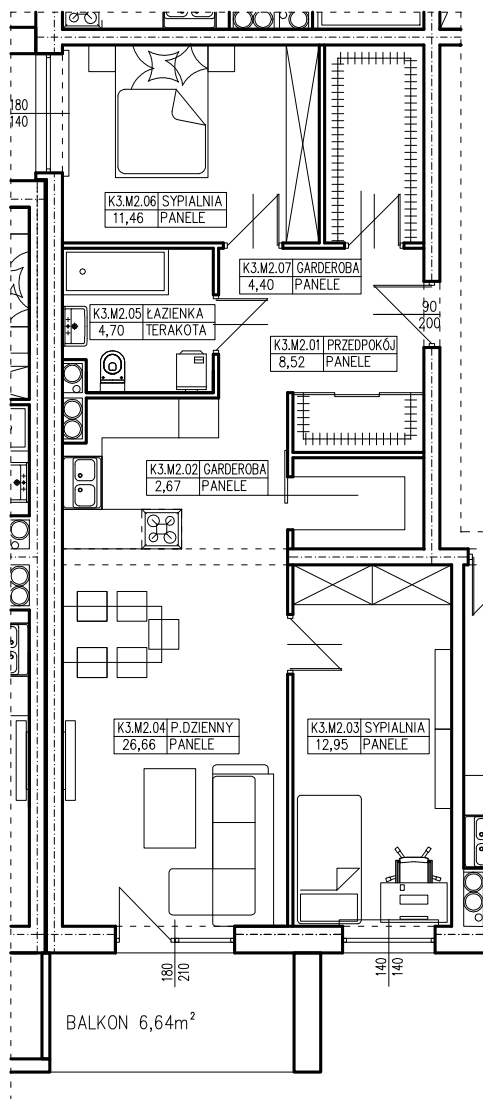 180
140
K3.M2.06 SYPIALNIA
11,46 PANELE
K3.M2.07 GARDEROBA
4,40 PANELE
K3.M2.05 ŁAZIENKA
4,70 TERAKOTA
90
200
K3.M2.01 PRZEDPOKÓJ
8,52 PANELE
K3.M2.02 GARDEROBA
2,67 PANELE
K3.M2.04 P.DZIENNY
26,66 PANELE
K3.M2.03 SYPIALNIA
12,95 PANELE
180
210
140
140
BALKON 6,64m²